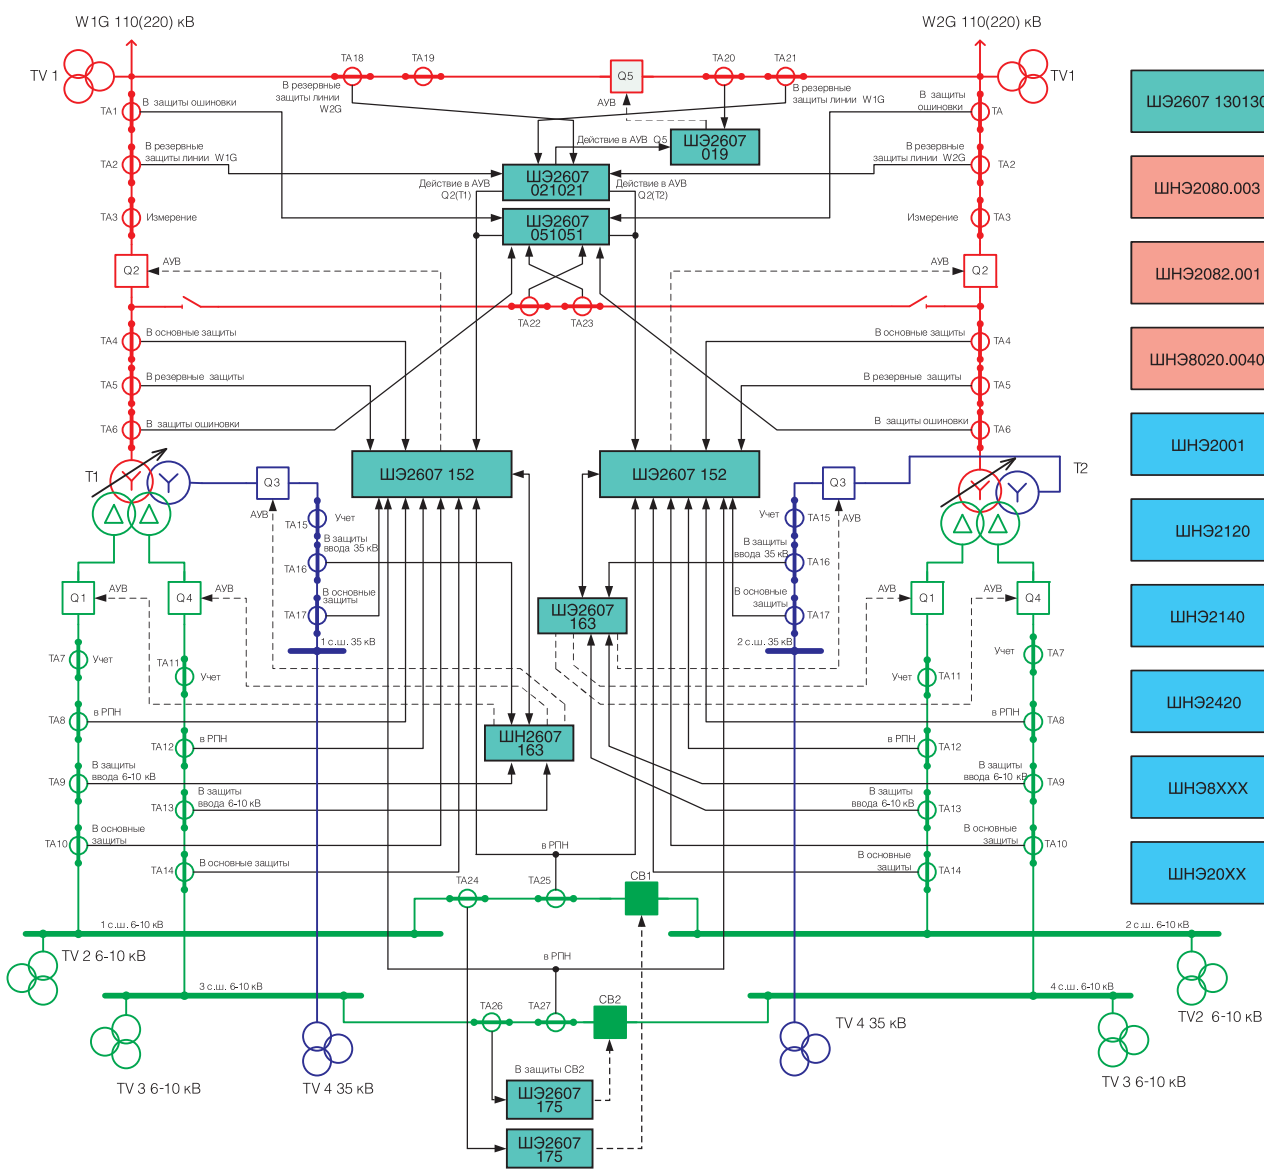 W1G 110(220) кВ
W2G 110(220) кВ
TV 1
TA18
TA19
Q5
TA20
TA21
TV1
В резервные
защиты линии
W2G
АУВ
В резервные
защиты линии W1G
TA1
В защиты ошиновки
В защиты
ошиновки
TA
ШЭ2607 130130
Действие в АУВ Q5
ШЭ2607
019
TA2
В резервные
защиты линии W1G
В резервные
защиты линии W2G
TA2
Действие в АУВ
Q2(T1)
ШЭ2607
021021
Действие в АУВ
Q2(T2)
ШНЭ2080.003
TA3
Измерение
ШЭ2607
051051
Измерение
TA3
Q2
АУВ
АУВ
Q2
ШНЭ2082.001
TA22
TA23
TA4
В основные защиты
В основные защиты
TA4
ШНЭ8020.0040
TA5
В резервные защиты
В резервные защиты
TA5
TA6
В защиты ошиновки
В защиты ошиновки
TA6
ШНЭ2001
T1
Q3
ШЭ2607 152
ШЭ2607 152
Q3
T2
АУВ
TA15
Учет
Учет
TA15
АУВ
ШНЭ2120
В защиты
ввода 35 кВ
TA16
В защиты
ввода 35 кВ
TA16
Q1
АУВ
Q4
АУВ
В основные
защиты
TA17
ШЭ2607
163
В основные
защиты
TA17
АУВ
Q1
АУВ
Q4
ШНЭ2140
1 с.ш. 35 кВ
2 с.ш. 35 кВ
TA7
Учет
TA11
Учет
Учет
TA11
Учет
TA7
ШНЭ2420
TA8
в РПН
TA12
в РПН
ШН2607
163
в РПН
TA12
в РПН
TA8
TA9
В защиты
ввода 6-10 кВ
TA13
В защиты
ввода 6-10 кВ
В защиты
ввода 6-10 кВ
TA13
В защиты
ввода 6-10 кВ
TA9
ШНЭ8XXX
TA10
В основные
защиты
TA14
В основные защиты
в РПН
В основные
защиты
TA14
В основные
защиты
TA10
ШНЭ20XX
TA24
TA25
СВ1
1 с.ш. 6-10 кВ
2 с.ш. 6-10 кВ
TV 2 6-10 кВ
в РПН
3 с.ш. 6-10 кВ
4 с.ш. 6-10 кВ
TA26
TA27
СВ2
TV2 6-10 кВ
TV 4 35 кВ
TV 3 6-10 кВ
TV 4 35 кВ
TV 3 6-10 кВ
В защиты СВ2
ШЭ2607
175
ШЭ2607
175